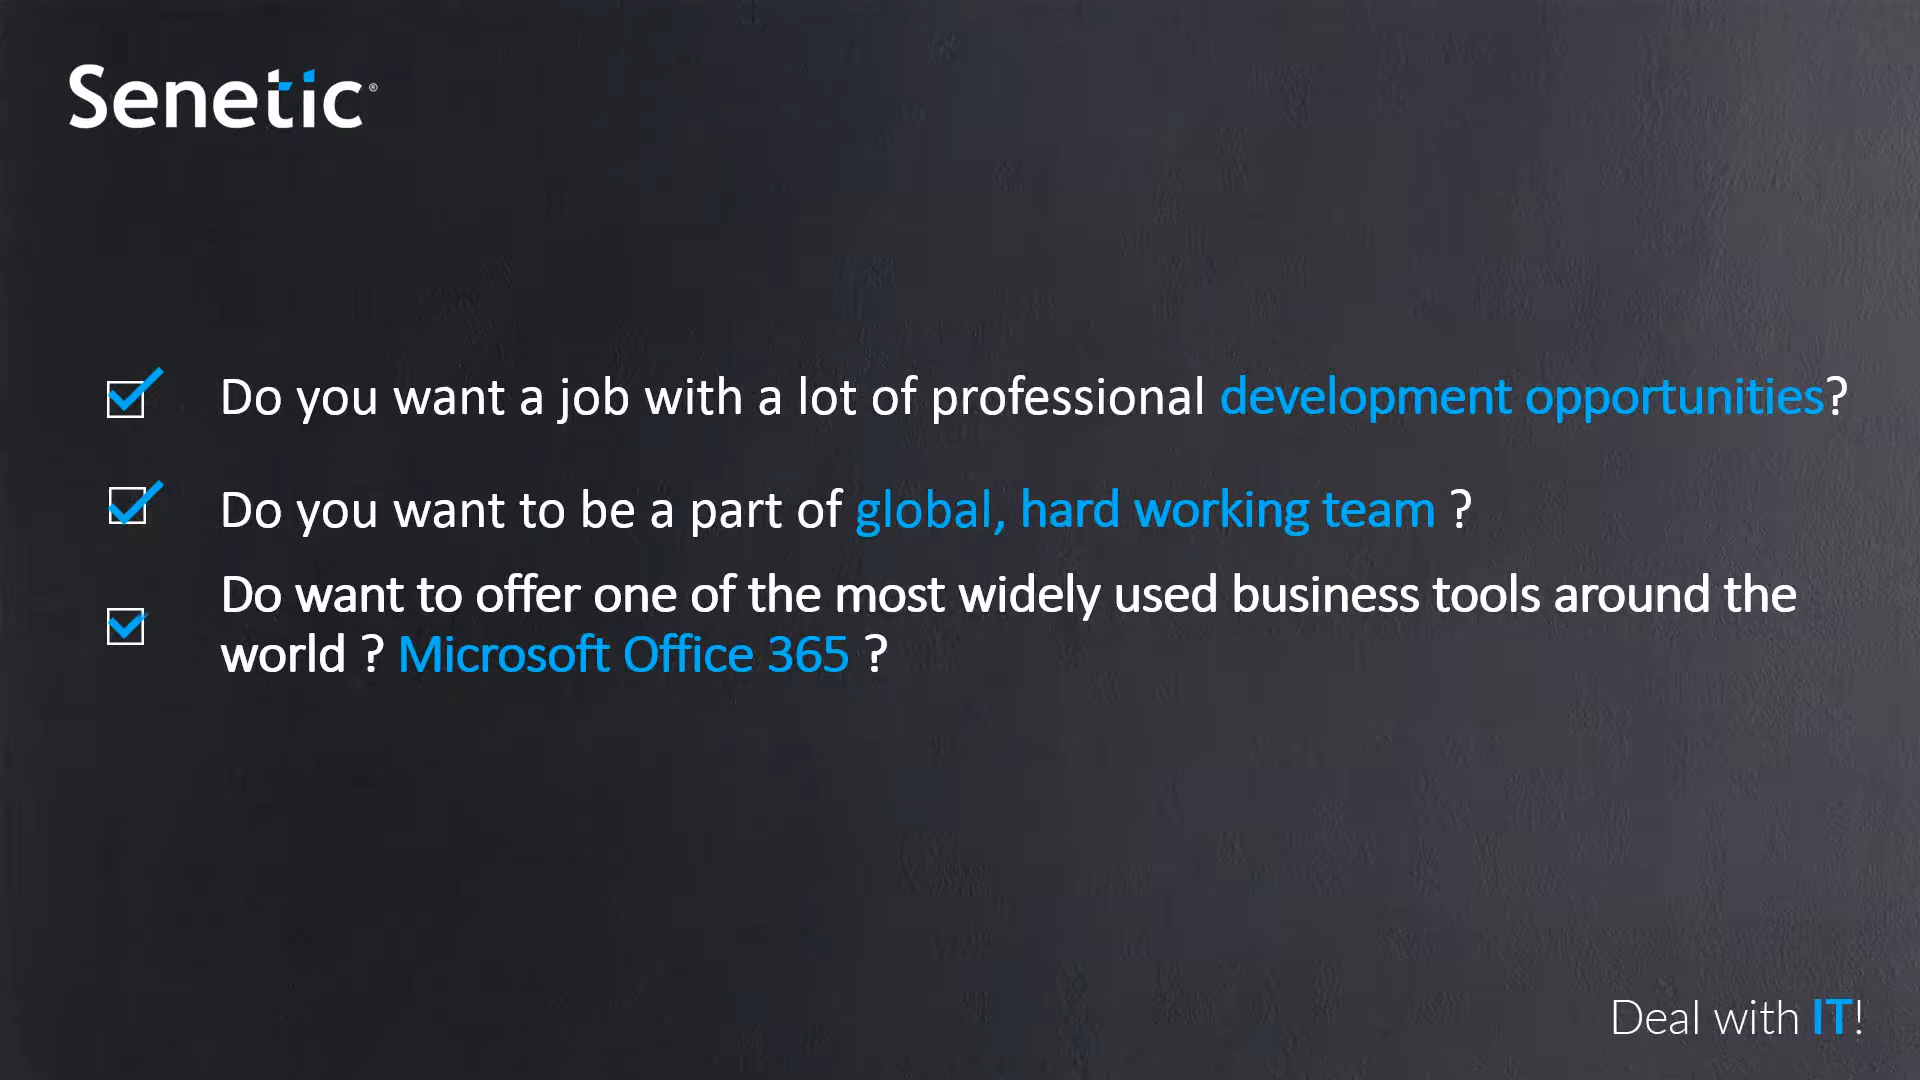 Senetic®
Do you want a job with a lot of professional development opportunities?
Do you want to be a part of global, hard working team ?
Do want to offer one of the most widely used business tools around the
world ? Microsoft Office 365 ?
Deal with IT!